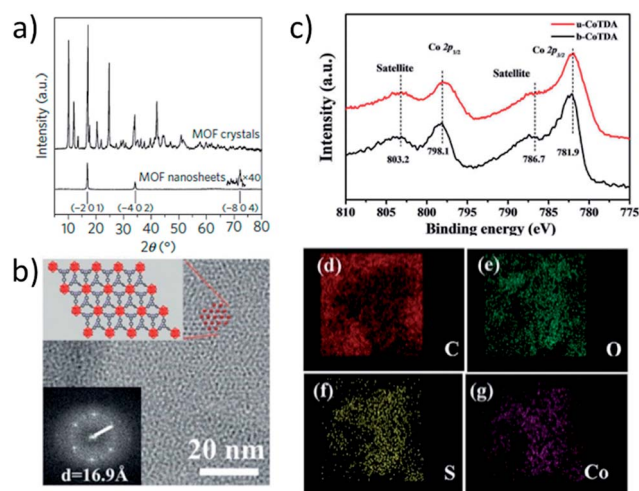 a)
Intensity (a.u.)
MOF crystals
MOF nanosheets
×40
(−2 0 1)
(−4 0 2)
(−8 0 4)
5 10 20 30 40 50 60 70 80
2θ (°)
b)
d=16.9Å
20 nm
c)
u-CoTDA
b-CoTDA
Co 2p1/2
Co 2p3/2
Satellite
Satellite
803.2
798.1
786.7
781.9
Intensity (a.u.)
810 805 800 795 790 785 780 775
Binding energy (eV)
(d)
C
(e)
O
(f)
S
(g)
Co